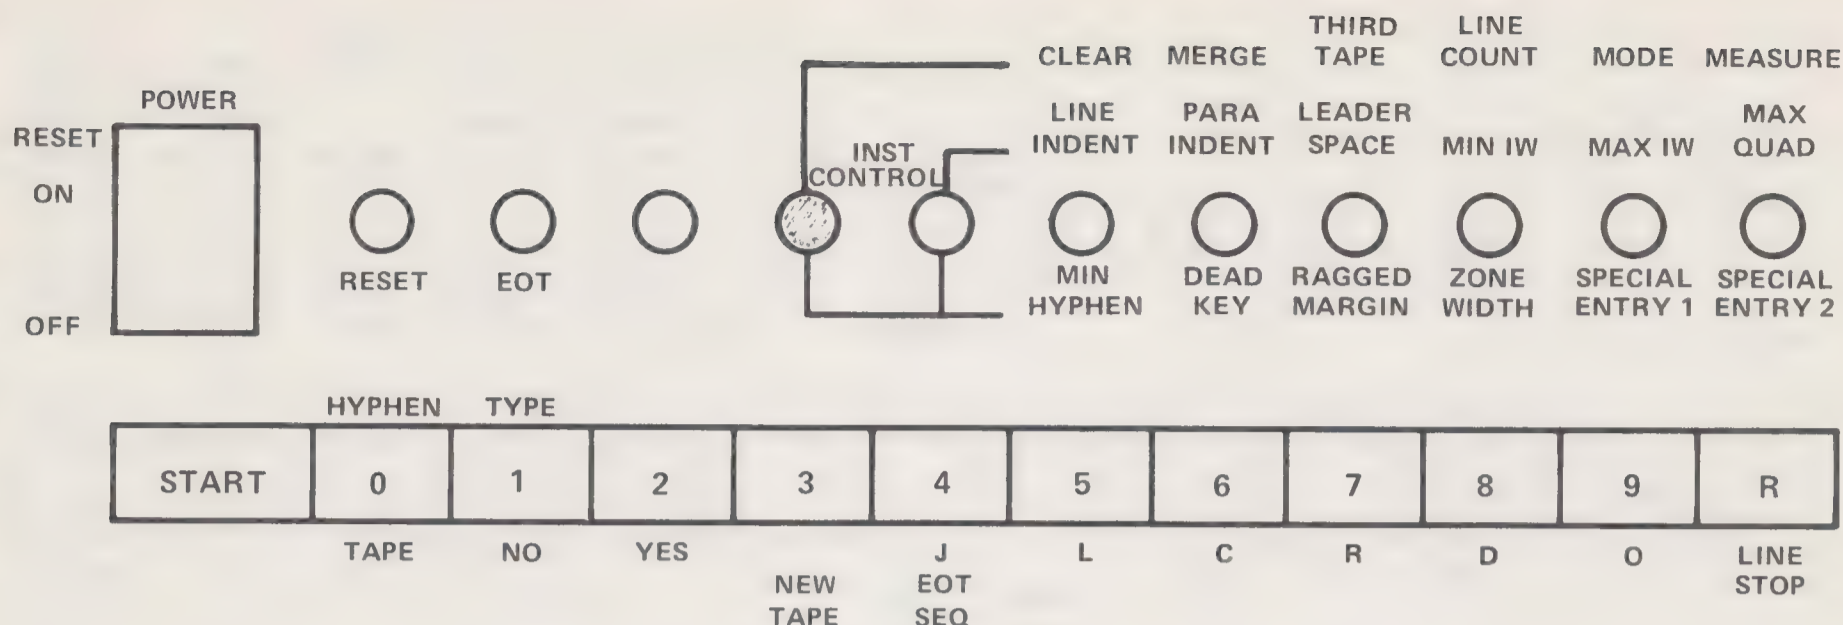 THIRD LINE
CLEAR MERGE TAPE COUNT MODE MEASURE
POWER
LINE PARA LEADER MAX
RESET INDENT INDENT SPACE MIN IW MAX IW QUAD
INST
CONTROL
ON
RESET EOT MIN DEAD RAGGED ZONE SPECIAL SPECIAL
HYPHEN KEY MARGIN WIDTH ENTRY 1 ENTRY 2
OFF
HYPHEN TYPE
START 0 1 2 3 4 5 6 7 8 9 R
TAPE NO YES J L C R D O LINE
NEW EOT STOP
TAPE SEQ